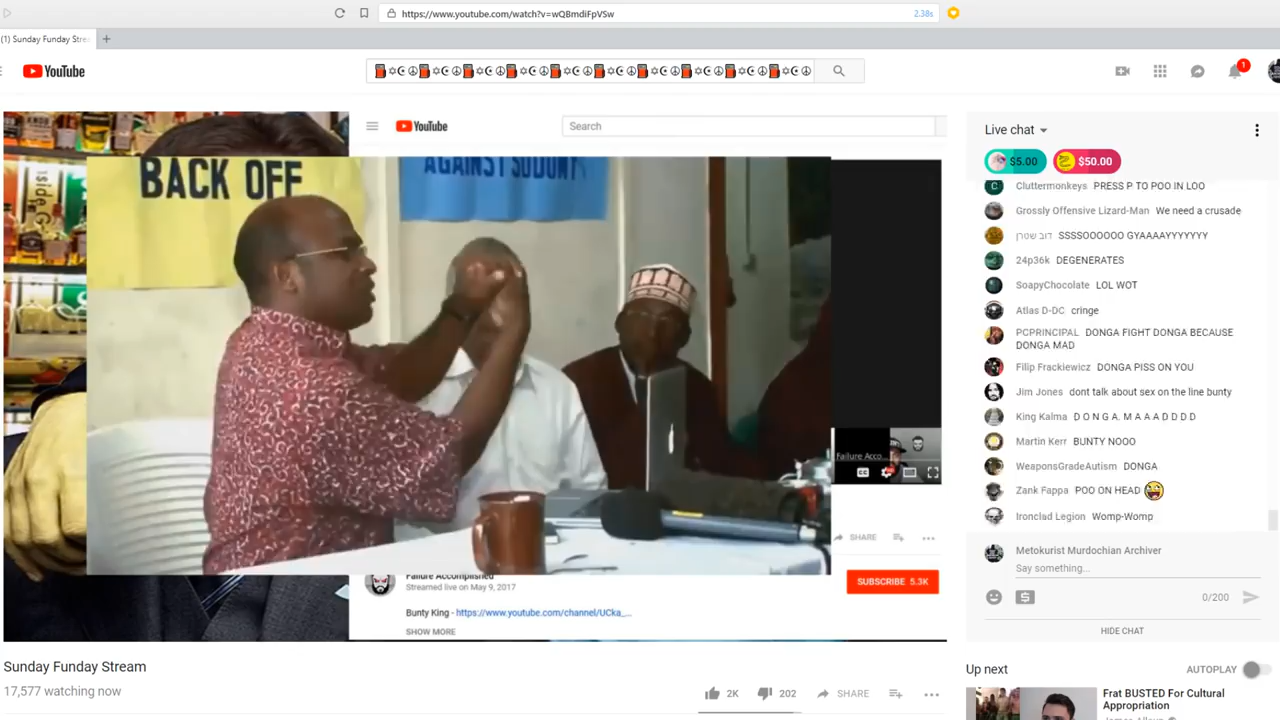 https://www.youtube.com/watch?v=wQBmdiFpVSw
2.38s
(1) Sunday Funday Stre
YouTube
1
YouTube
Search
BACK OFF
AGAINST SODOMY
Failure Acco...
CC
SHARE
Failure Accomplished
Streamed live on May 9, 2017
SUBSCRIBE 5.3K
Bunty King - https://www.youtube.com/channel/UCka_...
SHOW MORE
Sunday Funday Stream
17,577 watching now
2K
202
SHARE
Live chat
$5.00
$50.00
Cluttermonkeys PRESS P TO POO IN LOO
Grossly Offensive Lizard-Man We need a crusade
דוב שטרן SSSSOOOOOO GYAAAAYYYYYYY
24p36k DEGENERATES
SoapyChocolate LOL WOT
Atlas D-DC cringe
PCPRINCIPAL DONGA FIGHT DONGA BECAUSE
DONGA MAD
Filip Frackiewicz DONGA PISS ON YOU
Jim Jones dont talk about sex on the line bunty
King Kalma D O N G A. M A A A D D D D
Martin Kerr BUNTY NOOO
WeaponsGradeAutism DONGA
Zank Fappa POO ON HEAD
Ironclad Legion Womp-Womp
Metokurist Murdochian Archiver
Say something...
0/200
HIDE CHAT
Up next
AUTOPLAY
Frat BUSTED For Cultural
Appropriation